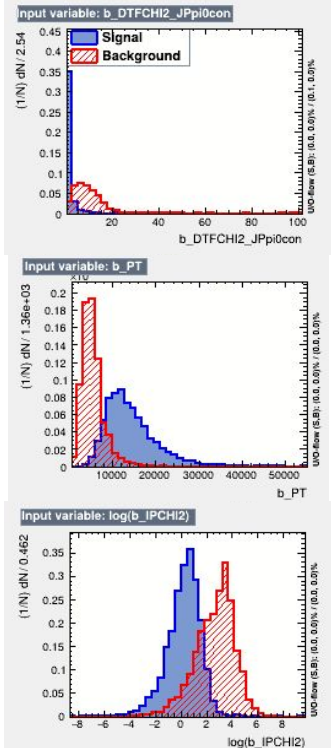 Input variable: b_DTFCHI2_JPpi0con
0.45
0.4
0.35
0.3
0.25
0.2
0.15
0.1
0.05
0
Signal
Background
(1/N) dN / 2.54
U/O-flow (S,B): (0.0, 0.0)% / (0.1, 0.0)%
20 40 60 80 100
b_DTFCHI2_JPpi0con
Input variable: b_PT
0.2
0.18
0.16
0.14
0.12
0.1
0.08
0.06
0.04
0.02
0
(1/N) dN / 1.36e+03
U/O-flow (S,B): (0.0, 0.0)% / (0.0, 0.0)%
10000 20000 30000 40000 50000
b_PT
Input variable: log(b_IPCHI2)
0.35
0.3
0.25
0.2
0.15
0.1
0.05
0
(1/N) dN / 0.462
U/O-flow (S,B): (0.0, 0.0)% / (0.0, 0.0)%
-8 -6 -4 -2 0 2 4 6 8
log(b_IPCHI2)